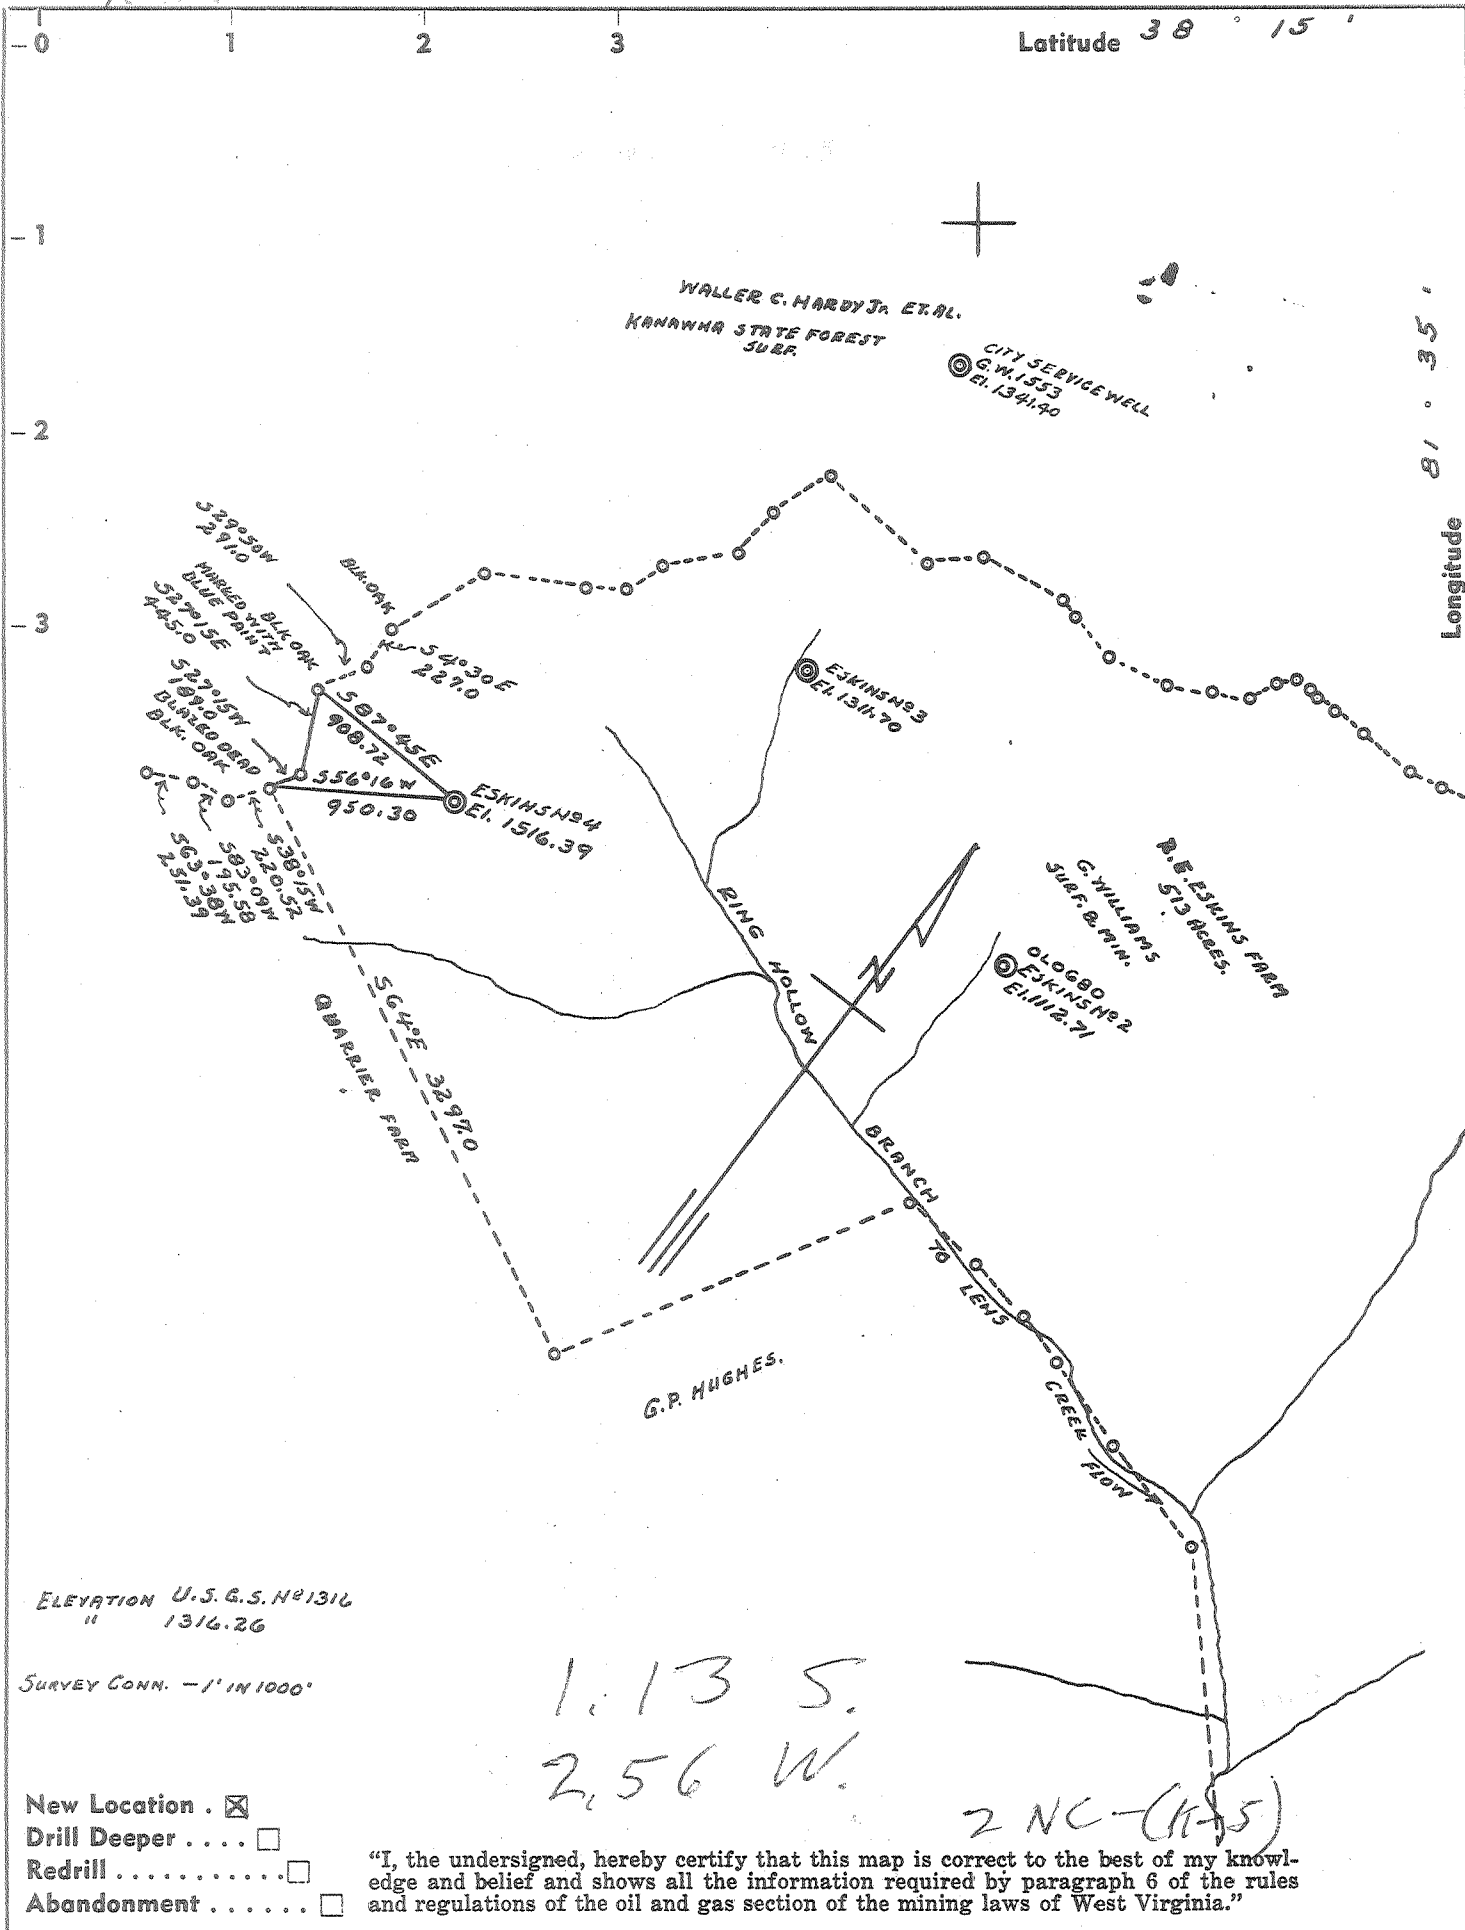 0
1
2
3
Latitude 38 ° 15 '
1
2
3
Longitude 81 ° 35 '
WALLER C. HARDY Jr. ET. AL.
KANAWHA STATE FOREST
SURF.
CITY SERVICE WELL
G.W. 1553
El. 1341.40
S29°50W
291.0
BLK. OAK
MARKED WITH
BLUE PAINT
S27°15E
445.0
BLK. OAK
S4°30E
227.0
S27°15W
189.0
BLAZED DEAD
BLK. OAK
S87°45E
908.72
S56°16W
950.30
ESKINS Nº 4
El. 1516.39
ESKINS Nº 3
El. 1311.70
S38°15W
220.52
S83°09W
195.58
S63°38W
251.39
RING HOLLOW BRANCH TO LENS CREEK
FLOW
N
R.B. ESKINS FARM
513 ACRES.
G. WILLIAMS
SURF. & MIN.
OLO680
ESKINS Nº 2
El. 1112.71
S64°E 3297.0
QUARRIER FARM
G.P. HUGHES.
ELEVATION U.S.G.S. Nº 1316
" 1316.26
SURVEY CONN. - 1' IN 1000'
1.13 S.
2.56 W.
2 NC-(K-5)
New Location . ☒
Drill Deeper .... ☐
Redrill ........... ☐
Abandonment ...... ☐
"I, the undersigned, hereby certify that this map is correct to the best of my knowl-
edge and belief and shows all the information required by paragraph 6 of the rules
and regulations of the oil and gas section of the mining laws of West Virginia."